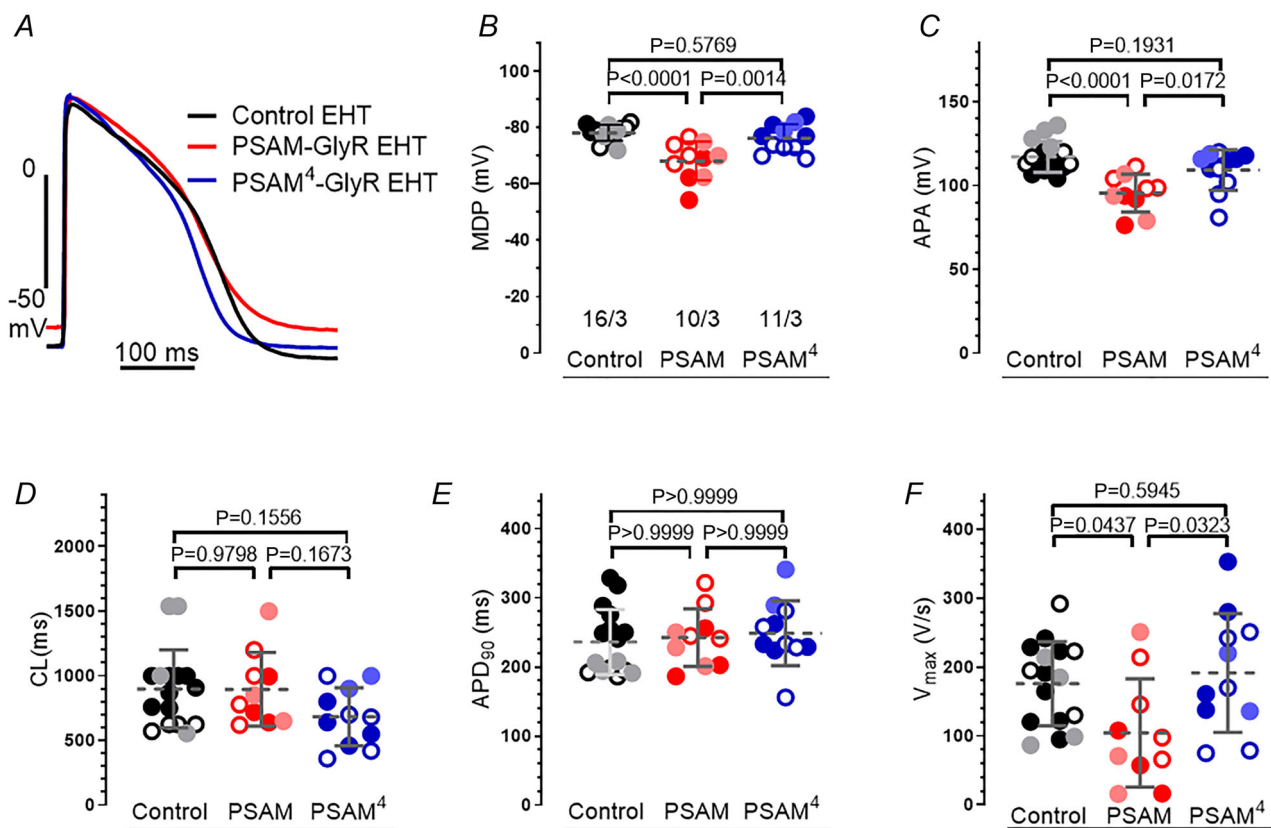 A
0
-50
mV
100 ms
Control EHT
PSAM-GlyR EHT
PSAM⁴-GlyR EHT
B
MDP (mV)
100
-80
-60
-40
-20
0
P=0.5769
P<0.0001 P=0.0014
16/3 10/3 11/3
Control PSAM PSAM⁴
C
APA (mV)
150
100
50
0
P=0.1931
P<0.0001 P=0.0172
Control PSAM PSAM⁴
D
CL(ms)
2000
1500
1000
500
0
P=0.1556
P=0.9798 P=0.1673
Control PSAM PSAM⁴
E
APD₉₀ (ms)
400
300
200
100
0
P>0.9999
P>0.9999 P>0.9999
Control PSAM PSAM⁴
F
Vmax (V/s)
400
300
200
100
0
P=0.5945
P=0.0437 P=0.0323
Control PSAM PSAM⁴